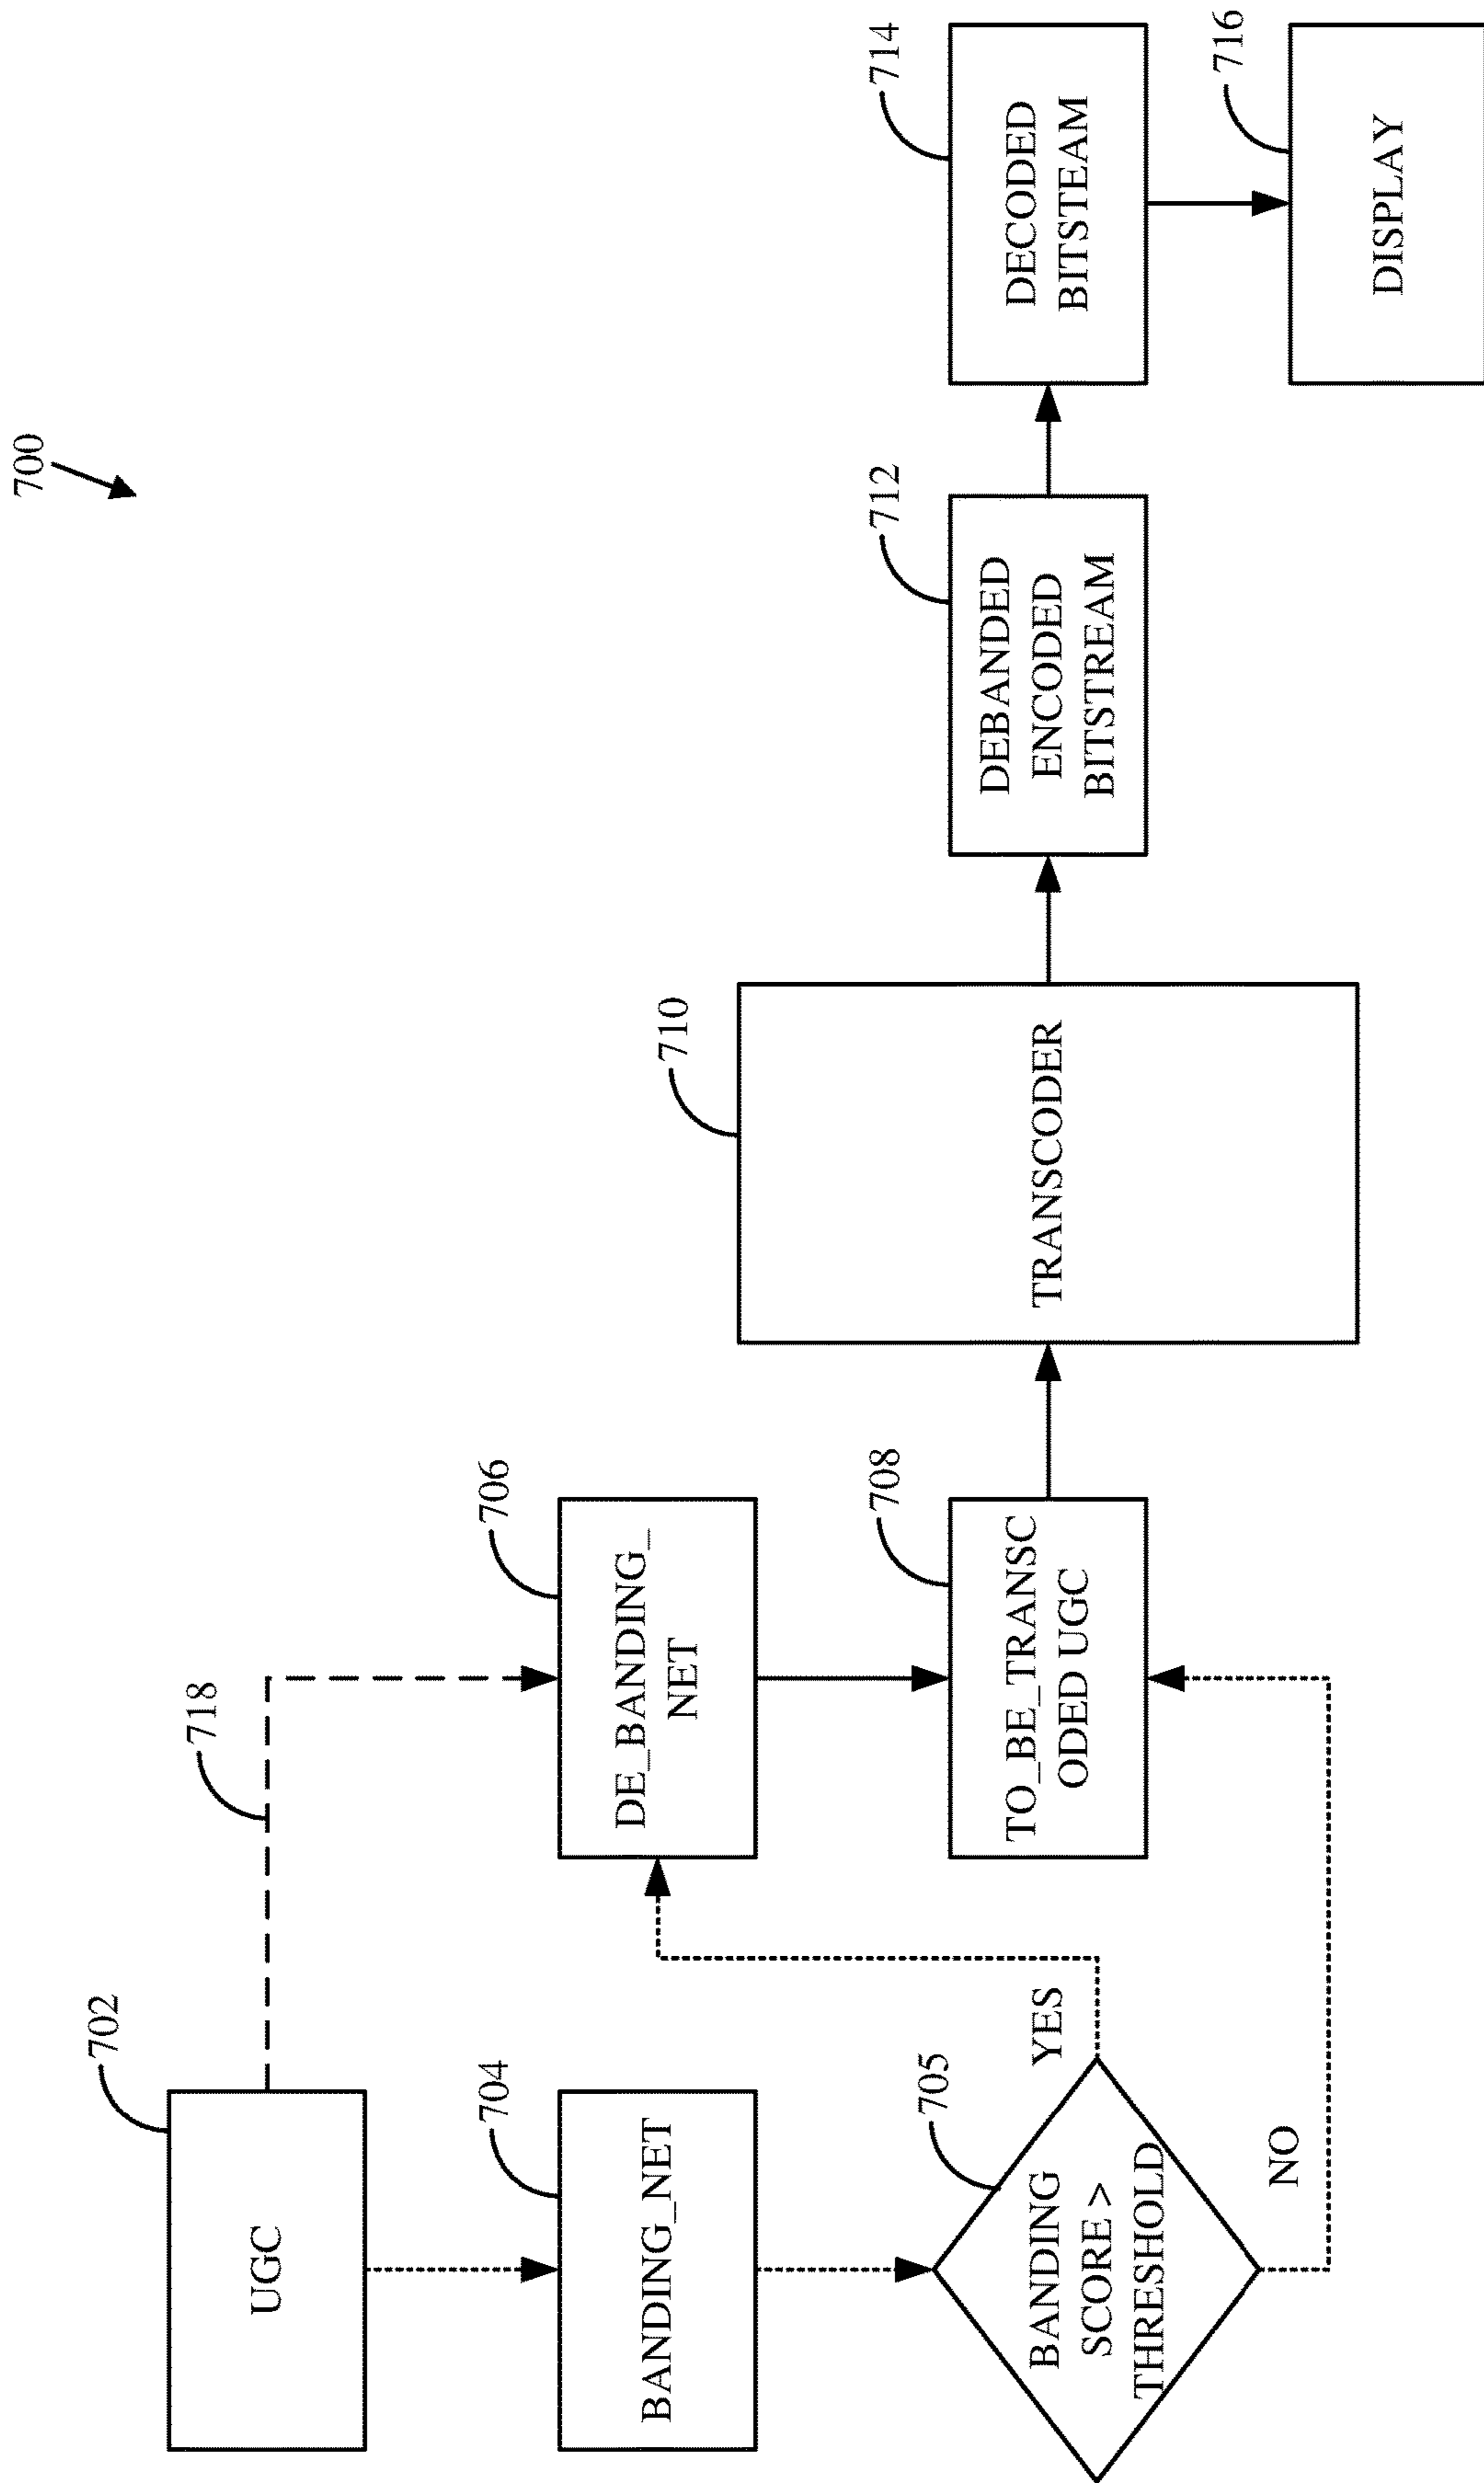 700
702
UGC
718
704
BANDING_NET
706
DE_BANDING_
NET
705
BANDING
SCORE >
THRESHOLD
YES
NO
708
TO_BE_TRANSC
ODED UGC
710
TRANSCODER
712
DEBANDED
ENCODED
BITSTREAM
714
DECODED
BITSTEAM
716
DISPLAY